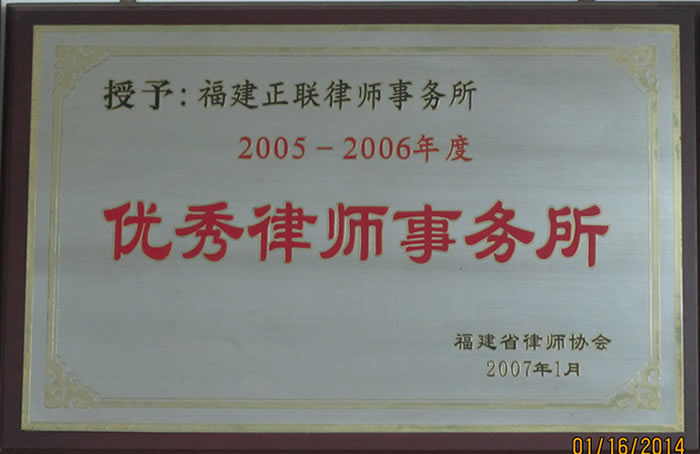 授予：福建正联律师事务所
2005－2006年度
优秀律师事务所
福建省律师协会
2007年1月
01/16/2014